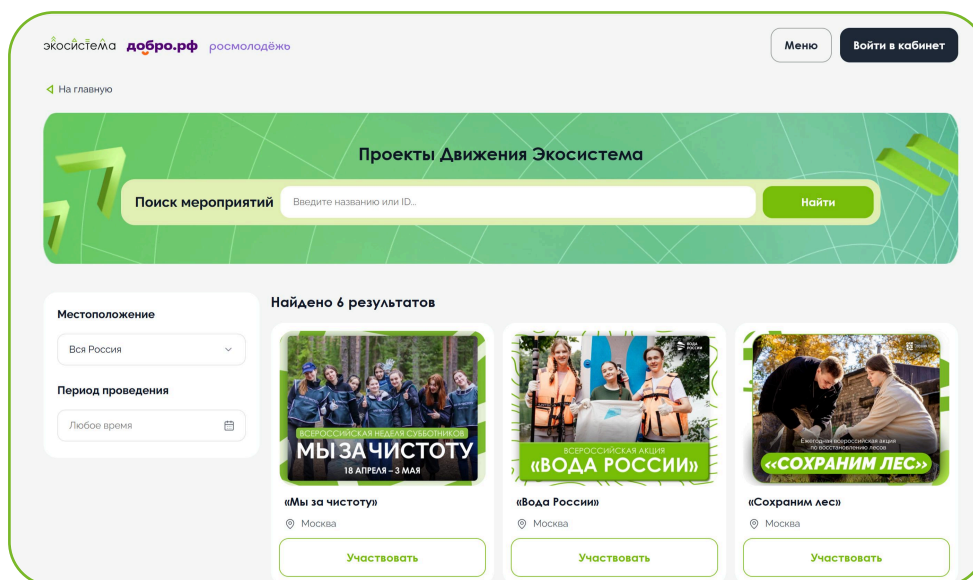 экосистема добро.рф росмолодёжь
Меню
Войти в кабинет
На главную
Проекты Движения Экосистема
Поиск мероприятий
Введите названию или ID...
Найти
Местоположение
Вся Россия
Период проведения
Любое время
Найдено 6 результатов
ВСЕРОССИЙСКАЯ НЕДЕЛЯ СУББОТНИКОВ
МЫ ЗА ЧИСТОТУ
18 АПРЕЛЯ – 3 МАЯ
«Мы за чистоту»
Москва
Участвовать
ВОДА
РОССИИ
ВСЕРОССИЙСКАЯ АКЦИЯ
«ВОДА РОССИИ»
«Вода России»
Москва
Участвовать
Ежегодная всероссийская акция
по восстановлению лесов
«СОХРАНИМ ЛЕС»
«Сохраним лес»
Москва
Участвовать